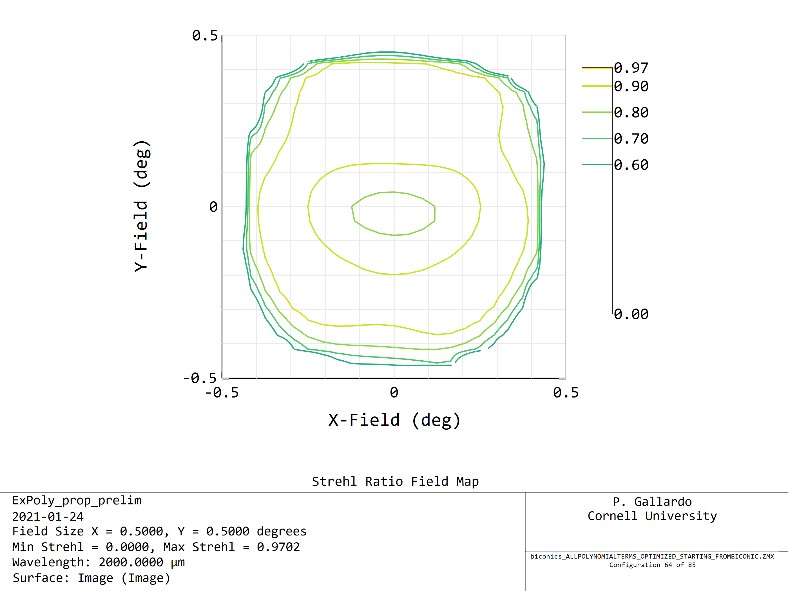 0.5
0
-0.5
-0.5
0
0.5
Y-Field (deg)
X-Field (deg)
0.97
0.90
0.80
0.70
0.60
0.00
Strehl Ratio Field Map
ExPoly_prop_prelim
2021-01-24
Field Size X = 0.5000, Y = 0.5000 degrees
Min Strehl = 0.0000, Max Strehl = 0.9702
Wavelength: 2000.0000 µm
Surface: Image (Image)
P. Gallardo
Cornell University
biconics_ALLPOLYNOMIALTERMS_OPTIMIZED_STARTING_FROMBICONIC.ZMX
Configuration 64 of 85